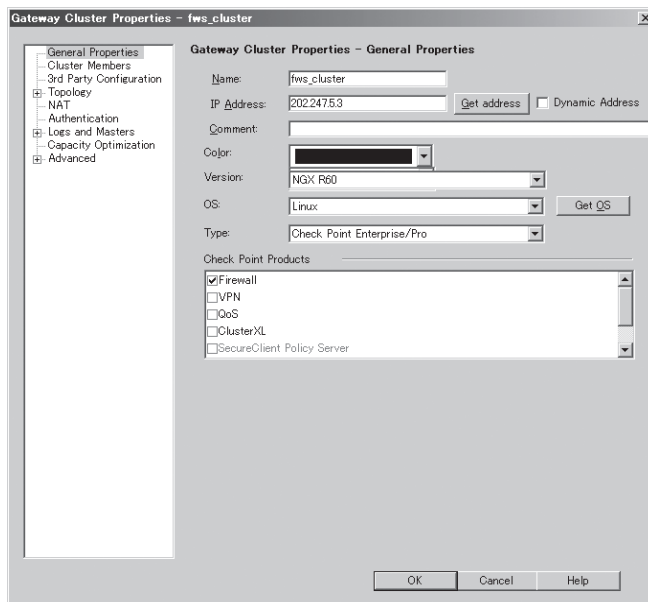 Gateway Cluster Properties - fws_cluster
General Properties
Cluster Members
3rd Party Configuration
Topology
NAT
Authentication
Logs and Masters
Capacity Optimization
Advanced
Gateway Cluster Properties - General Properties
Name: fws_cluster
IP Address: 202.247.5.3 Get address Dynamic Address
Comment:
Color:
Version: NGX R60
OS: Linux Get OS
Type: Check Point Enterprise/Pro
Check Point Products
Firewall
VPN
QoS
ClusterXL
SecureClient Policy Server
OK Cancel Help